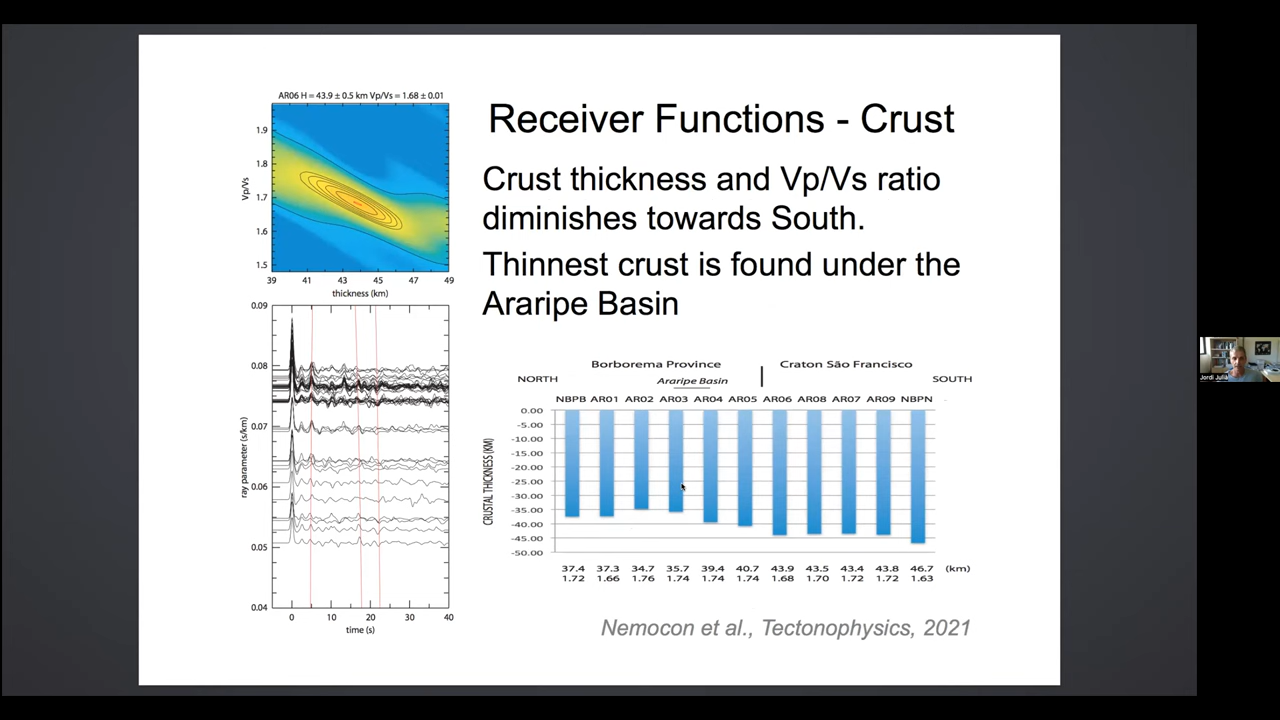 AR06 H = 43.9 ± 0.5 km Vp/Vs = 1.68 ± 0.01
1.9
1.8
1.7
1.6
1.5
Vp/Vs
39 41 43 45 47 49
thickness (km)
0.09
0.08
0.07
0.06
0.05
0.04
ray parameter (s/km)
0 10 20 30 40
time (s)
Receiver Functions - Crust
Crust thickness and Vp/Vs ratio
diminishes towards South.
Thinnest crust is found under the
Araripe Basin
Borborema Province Craton São Francisco
NORTH Araripe Basin SOUTH
NBPB AR01 AR02 AR03 AR04 AR05 AR06 AR08 AR07 AR09 NBPN
0.00
-5.00
-10.00
-15.00
-20.00
-25.00
-30.00
-35.00
-40.00
-45.00
-50.00
CRUSTAL THICKNESS (KM)
37.4 37.3 34.7 35.7 39.4 40.7 43.9 43.5 43.4 43.8 46.7 (km)
1.72 1.66 1.76 1.74 1.74 1.74 1.68 1.70 1.72 1.72 1.63
Nemocon et al., Tectonophysics, 2021
Jordi Julià